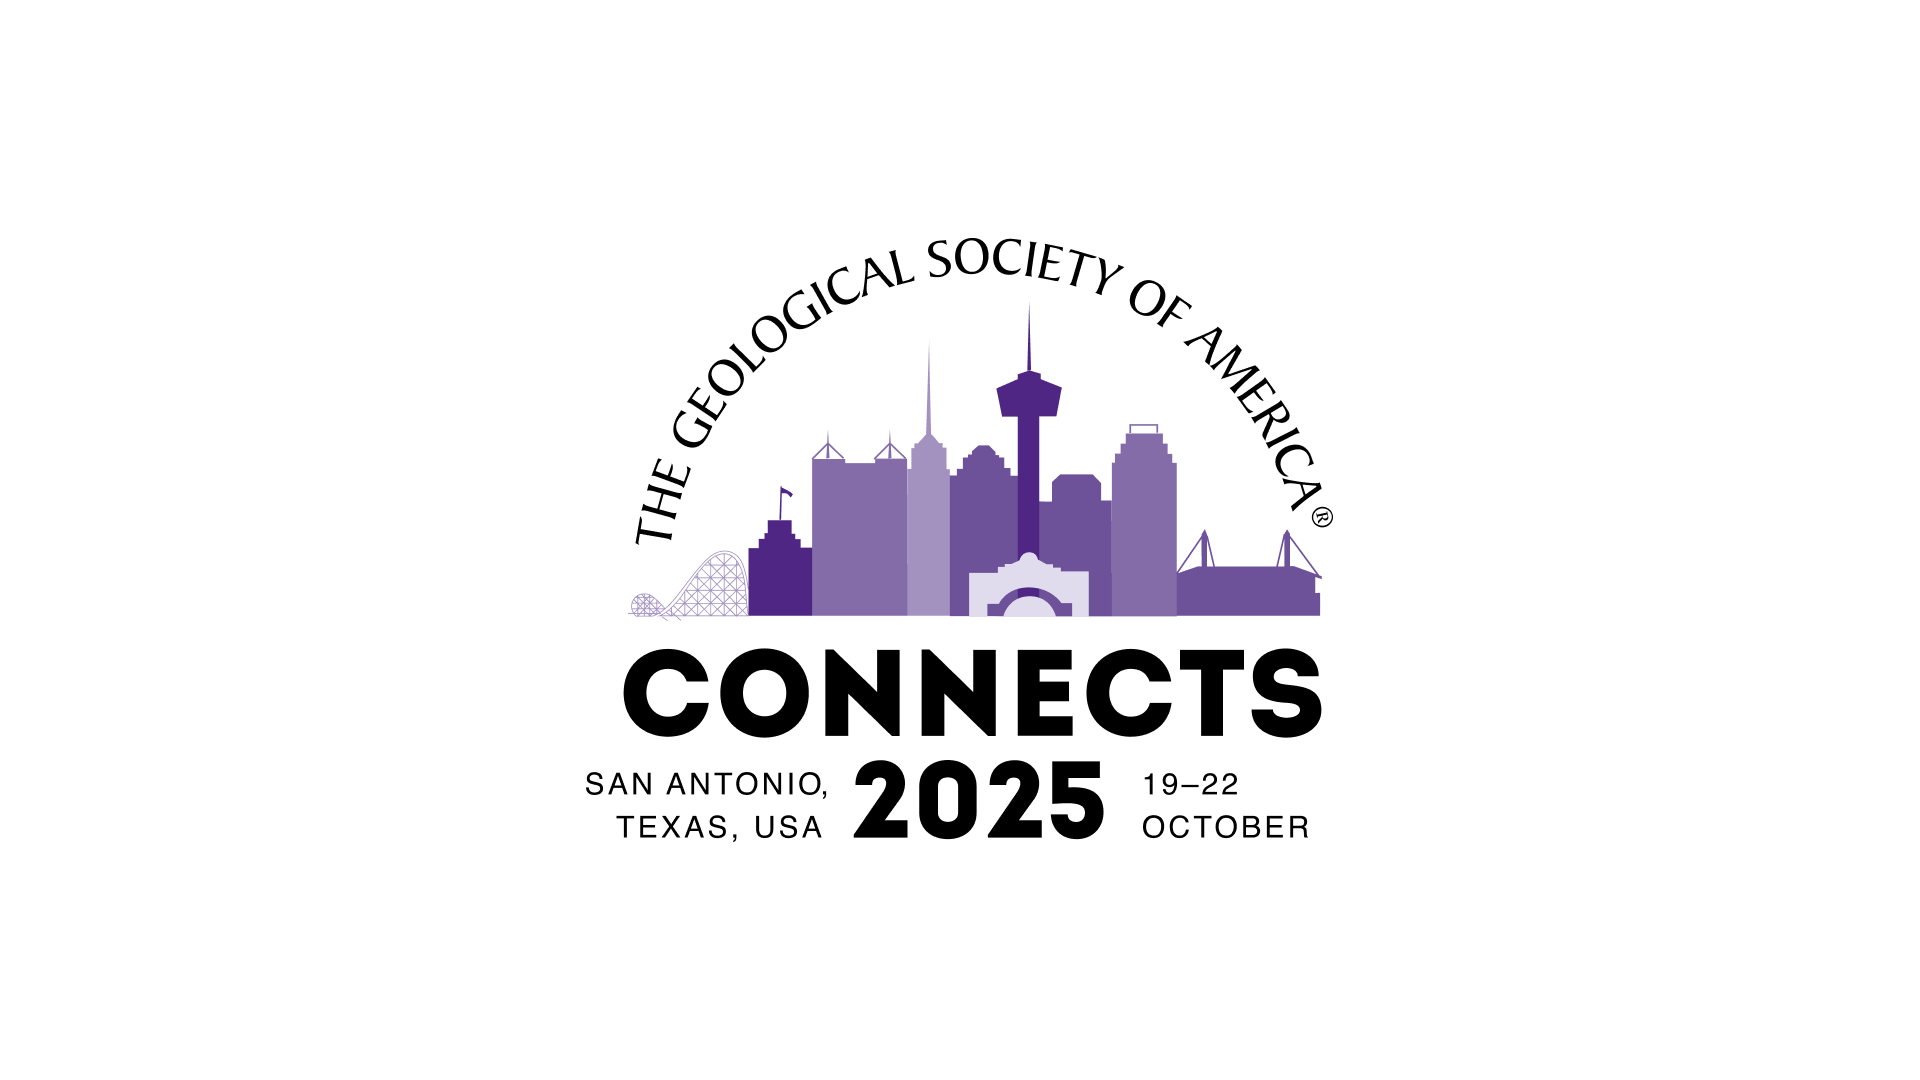 THE GEOLOGICAL SOCIETY OF AMERICA®
CONNECTS
2025
SAN ANTONIO,
TEXAS, USA
19–22
OCTOBER